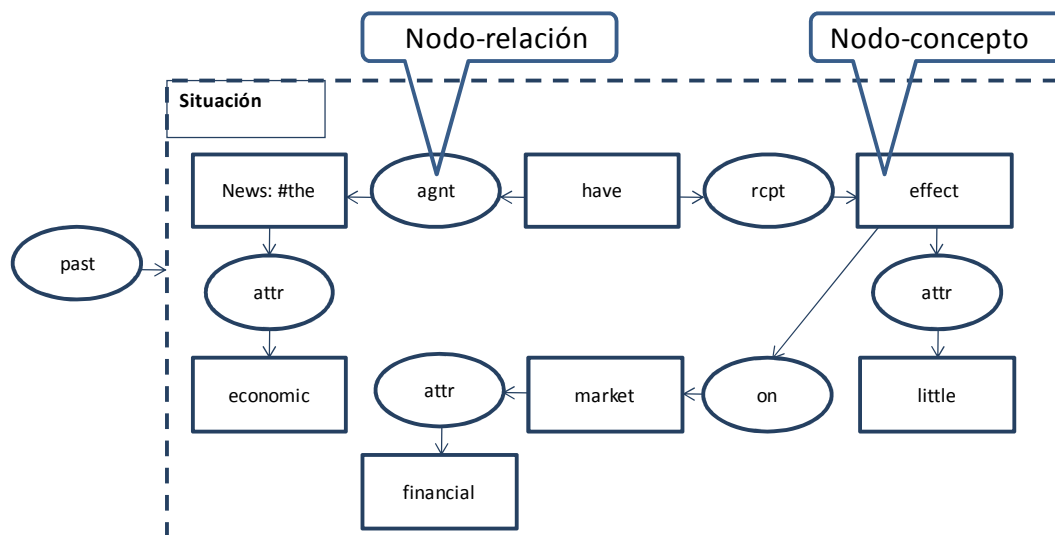 Nodo-relación
Nodo-concepto
Situación
News: #the
agnt
have
rcpt
effect
past
attr
attr
economic
attr
market
on
little
financial